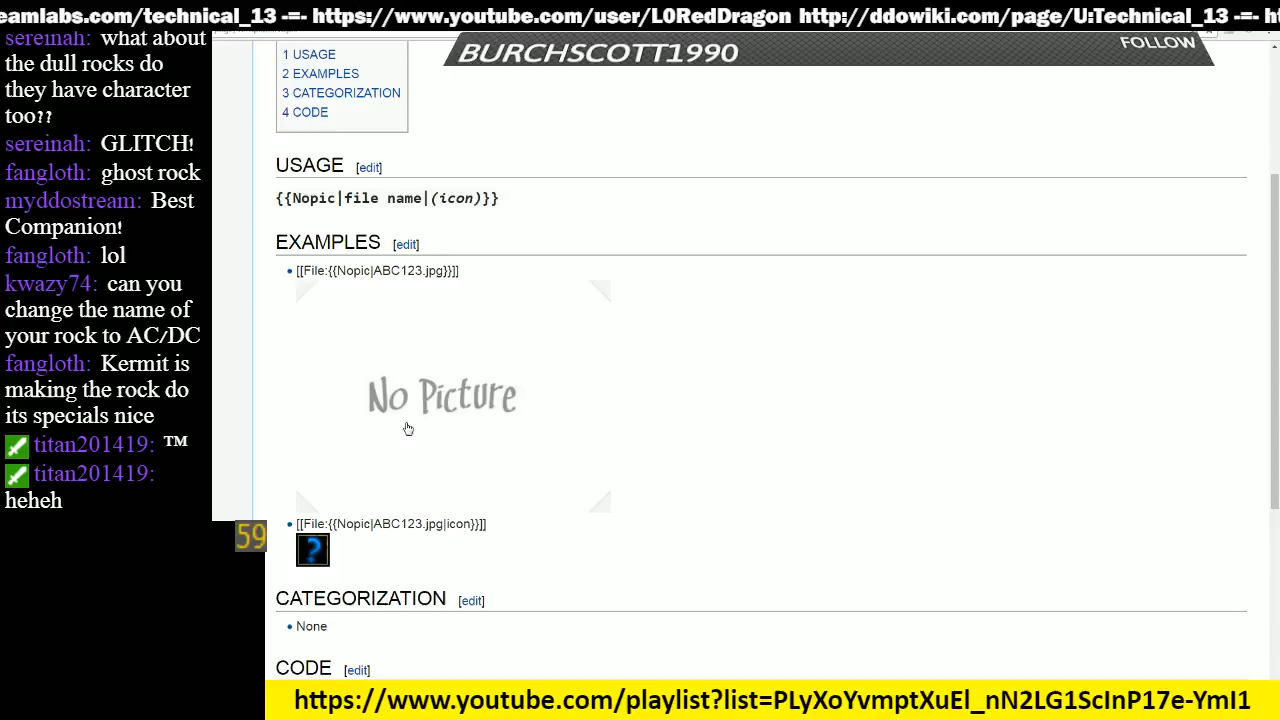 eamlabs.com/technical_13 -=- https://www.youtube.com/user/L0RedDragon http://ddowiki.com/page/U:Technical_13 -=- ht
sereinah: what about
the dull rocks do
they have character
too??
sereinah: GLITCH!
fangloth: ghost rock
myddostream: Best
Companion!
fangloth: lol
kwazy74: can you
change the name of
your rock to AC/DC
fangloth: Kermit is
making the rock do
its specials nice
titan201419: ™
titan201419:
heheh
BURCHSCOTT1990
FOLLOW
1 USAGE
2 EXAMPLES
3 CATEGORIZATION
4 CODE
USAGE [edit]
{{Nopic|file name|(icon)}}
EXAMPLES [edit]
• [[File:{{Nopic|ABC123.jpg}}]]
No Picture
• [[File:{{Nopic|ABC123.jpg|icon}}]]
59
?
CATEGORIZATION [edit]
• None
CODE [edit]
https://www.youtube.com/playlist?list=PLyXoYvmptXuEl_nN2LG1ScInP17e-YmI1